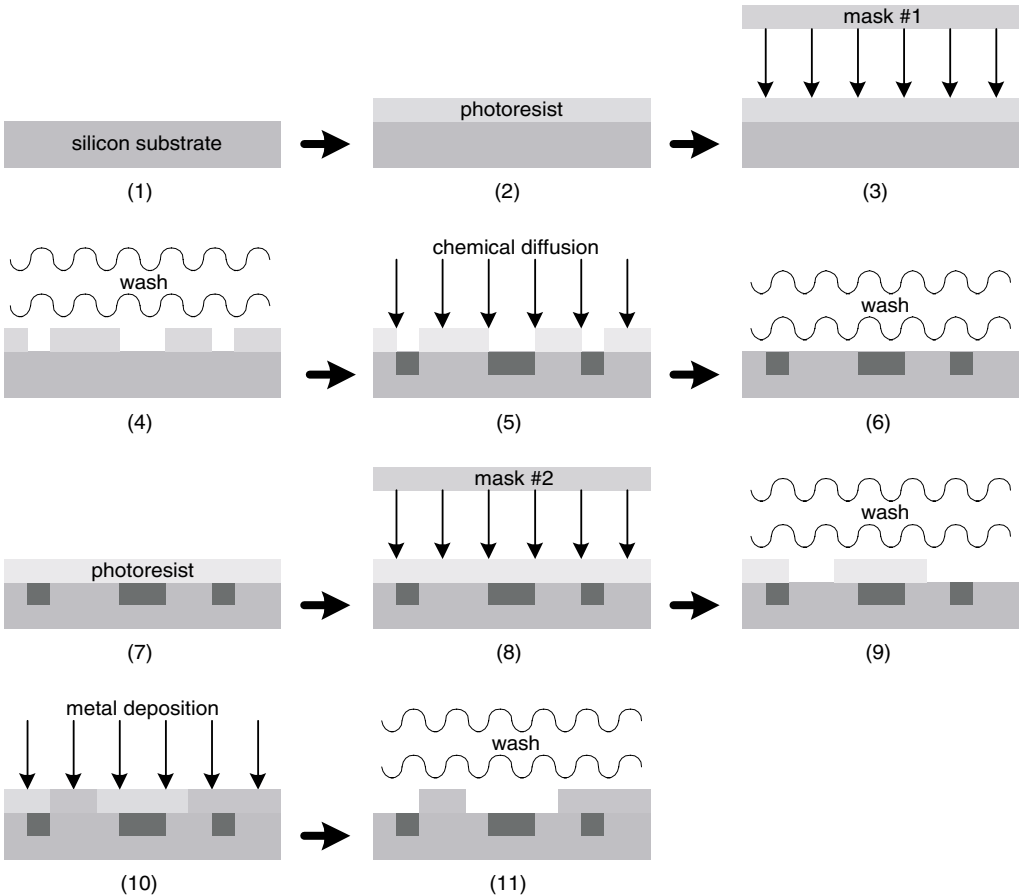 silicon substrate
(1)
photoresist
(2)
mask #1
(3)
wash
(4)
chemical diffusion
(5)
wash
(6)
photoresist
(7)
mask #2
(8)
wash
(9)
metal deposition
(10)
wash
(11)